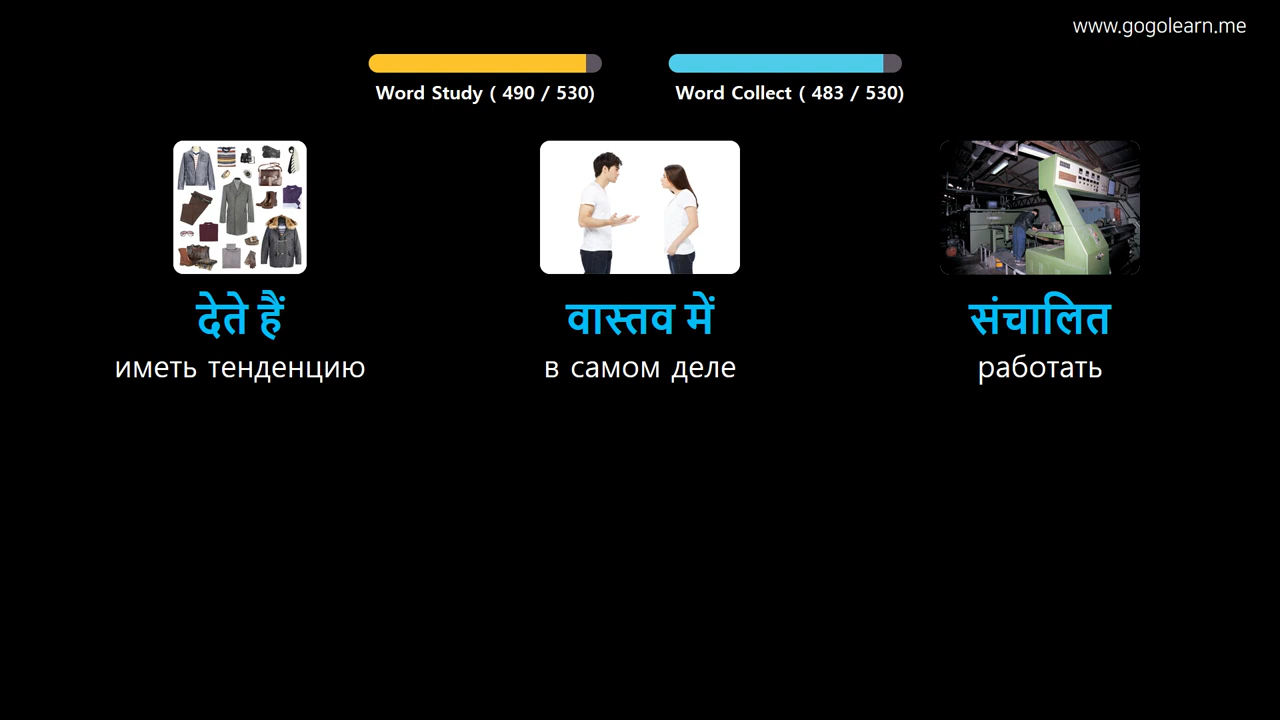 www.gogolearn.me
Word Study ( 490 / 530)
Word Collect ( 483 / 530)
देते हैं
वास्तव में
संचालित
иметь тенденцию
в самом деле
работать